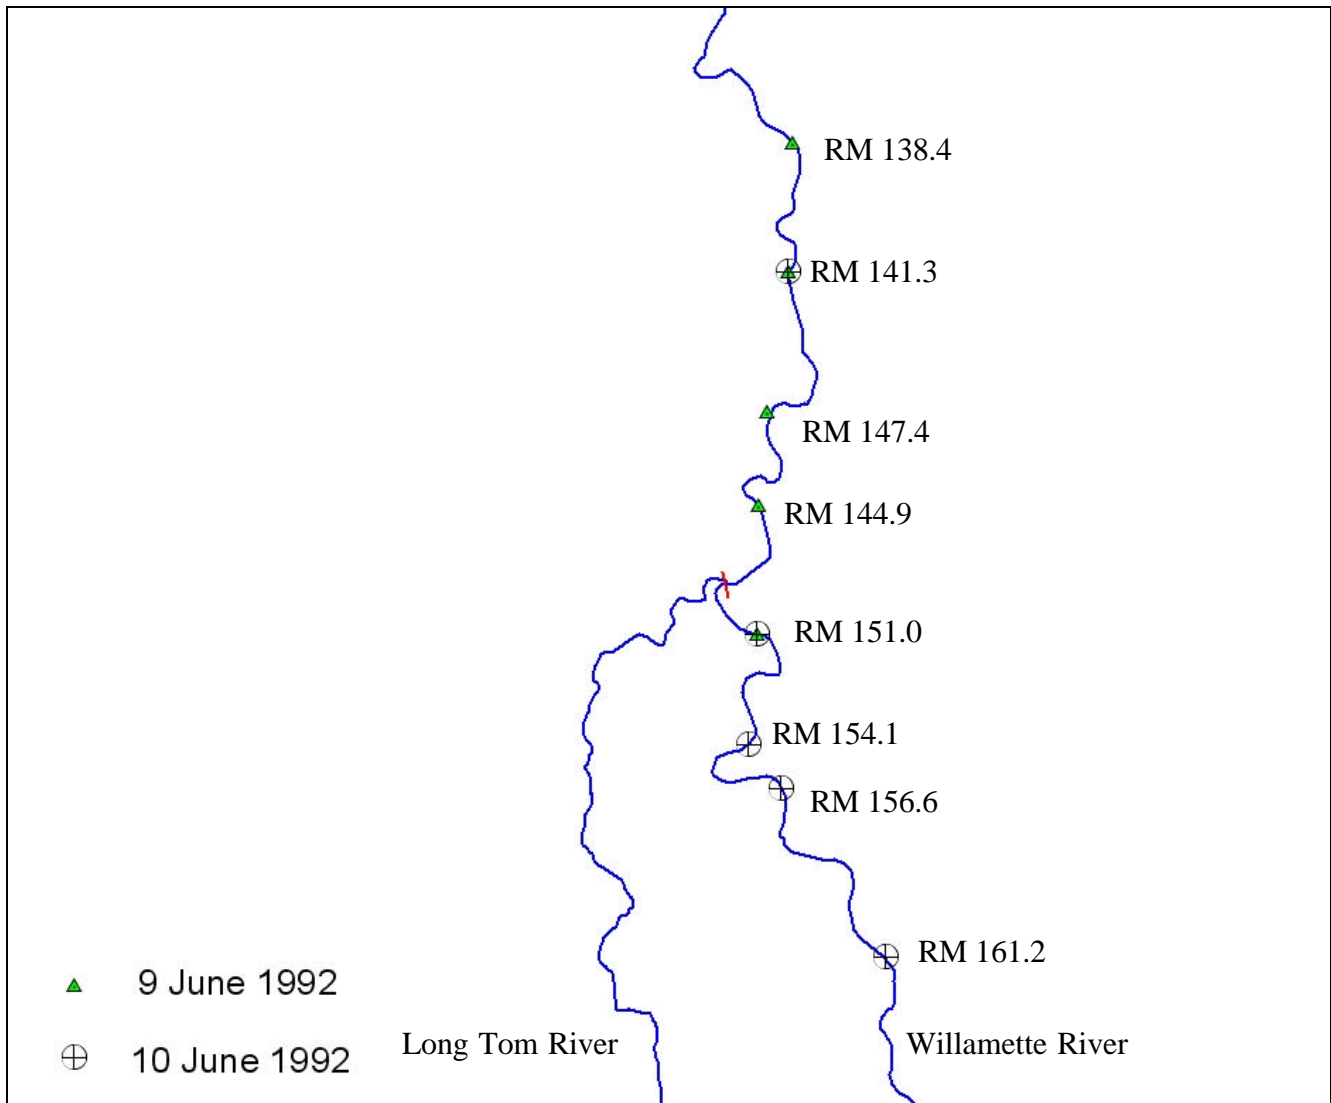 RM 138.4
RM 141.3
RM 147.4
RM 144.9
RM 151.0
RM 154.1
RM 156.6
RM 161.2
9 June 1992
Long Tom River
Willamette River
10 June 1992